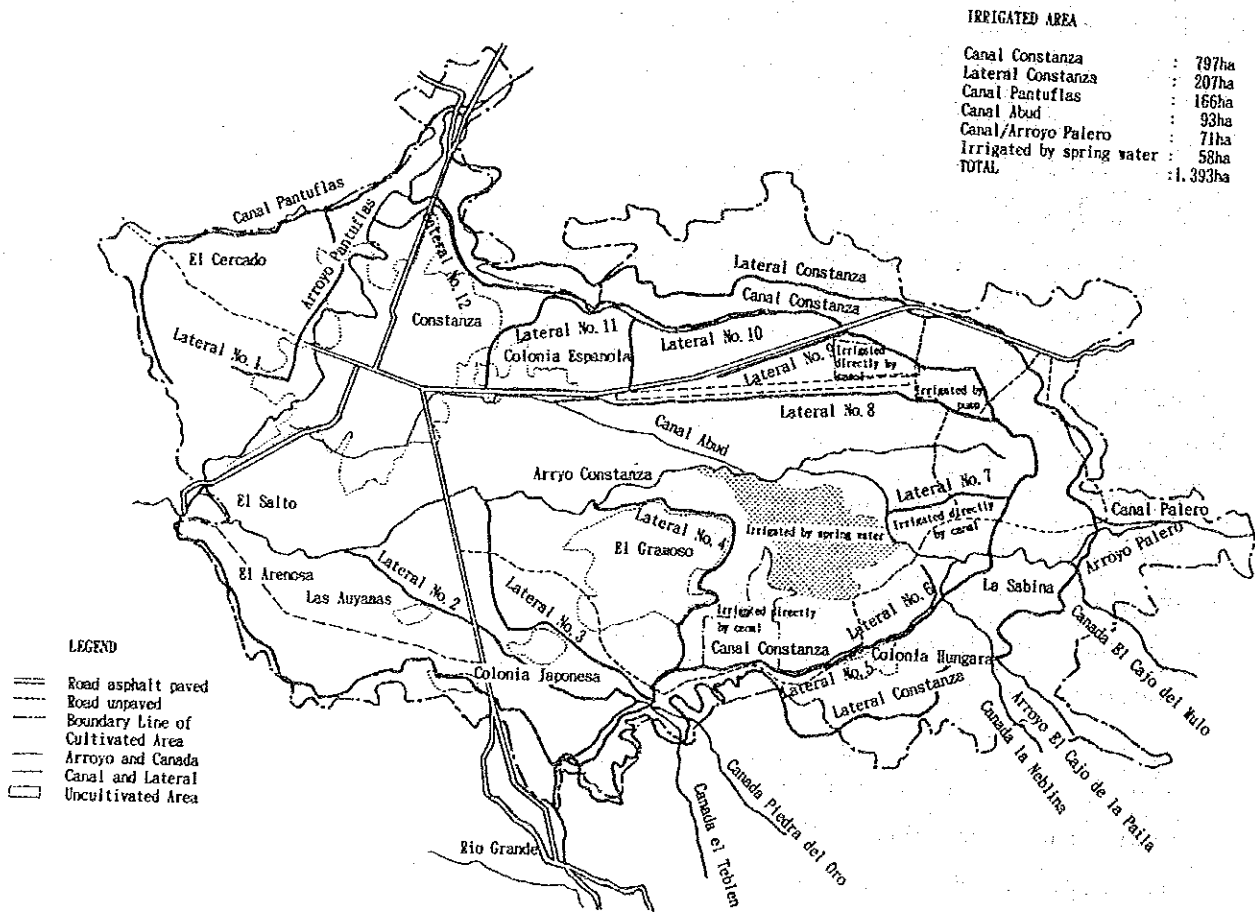 IRRIGATED AREA
Canal Constanza : 797ha
Lateral Constanza : 207ha
Canal Pantuflas : 166ha
Canal Abud : 93ha
Canal/Arroyo Palero : 71ha
Irrigated by spring water : 58ha
TOTAL :1.393ha
Canal Pantuflas
El Cercado
Arroyo Pantuflas
Lateral No. 12
Constanza
Lateral No. 1
Lateral Constanza
Canal Constanza
Lateral No. 11
Colonia Espanola
Lateral No. 10
Lateral No. 9
Irrigated
directly by
canal
Irrigated by
pump
Lateral No. 8
Canal Abud
Arryo Constanza
Lateral No. 7
Irrigated directly
by canal
Canal Palero
Arroyo Palero
El Salto
Lateral No. 4
El Gramoso
Irrigated by spring water
El Arenosa
Las Auyanas
Lateral No. 2
Lateral No. 3
Irrigated directly
by canal
Lateral No. 6
La Sabina
Canal Constanza
Colonia Hungara
Lateral No. 5
Lateral Constanza
Colonia Japonesa
Canada El Cajo del Mulo
Arroyo El Cajo de la Paila
Canada la Neblina
Canada Piedra del Oro
Canada el Teblen
Rio Grande
LEGEND
Road asphalt paved
Road unpaved
Boundary Line of
Cultivated Area
Arroyo and Canada
Canal and Lateral
Uncultivated Area